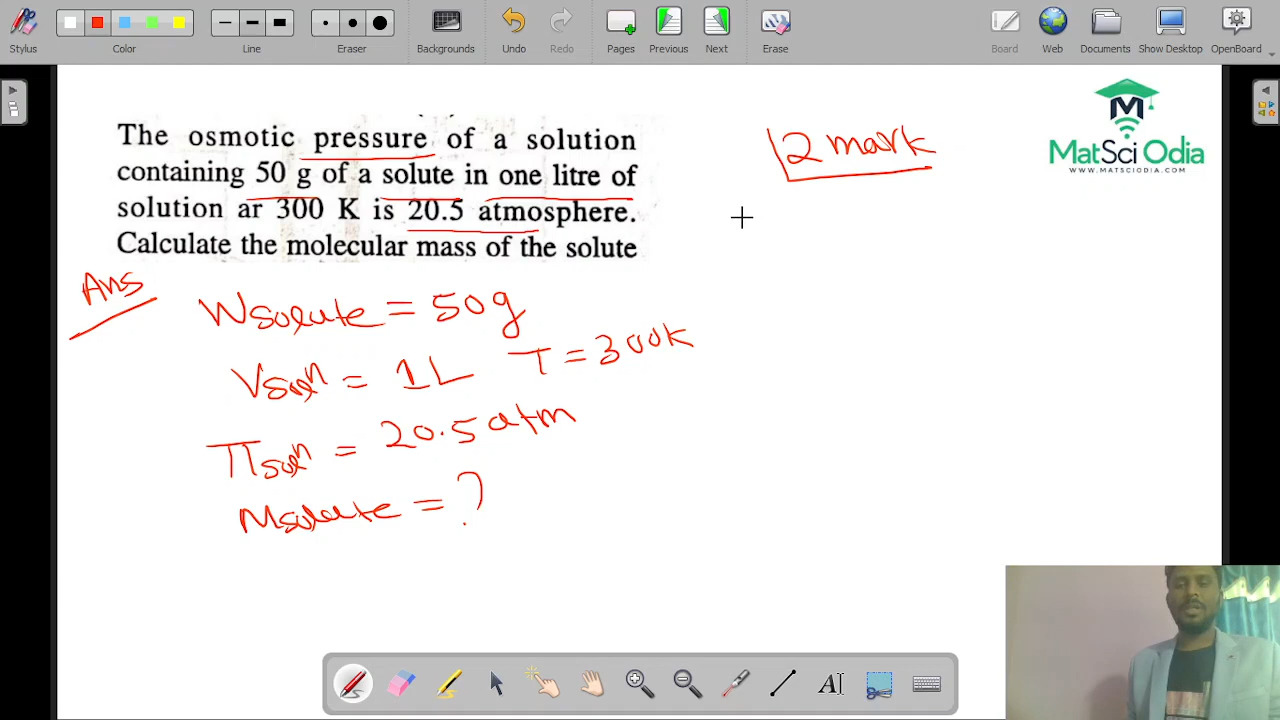 Stylus
Color
Line
Eraser
Backgrounds
Undo
Redo
Pages
Previous
Next
Erase
Board
Web
Documents
Show Desktop
OpenBoard
The osmotic pressure of a solution
containing 50 g of a solute in one litre of
solution ar 300 K is 20.5 atmosphere.
Calculate the molecular mass of the solute
2 mark
M
MatSci Odia
WWW.MATSCIODIA.COM
Ans
Wsolute = 50g
Vsolⁿ = 1L T = 300K
πsolⁿ = 20.5 atm
Msolute = ?